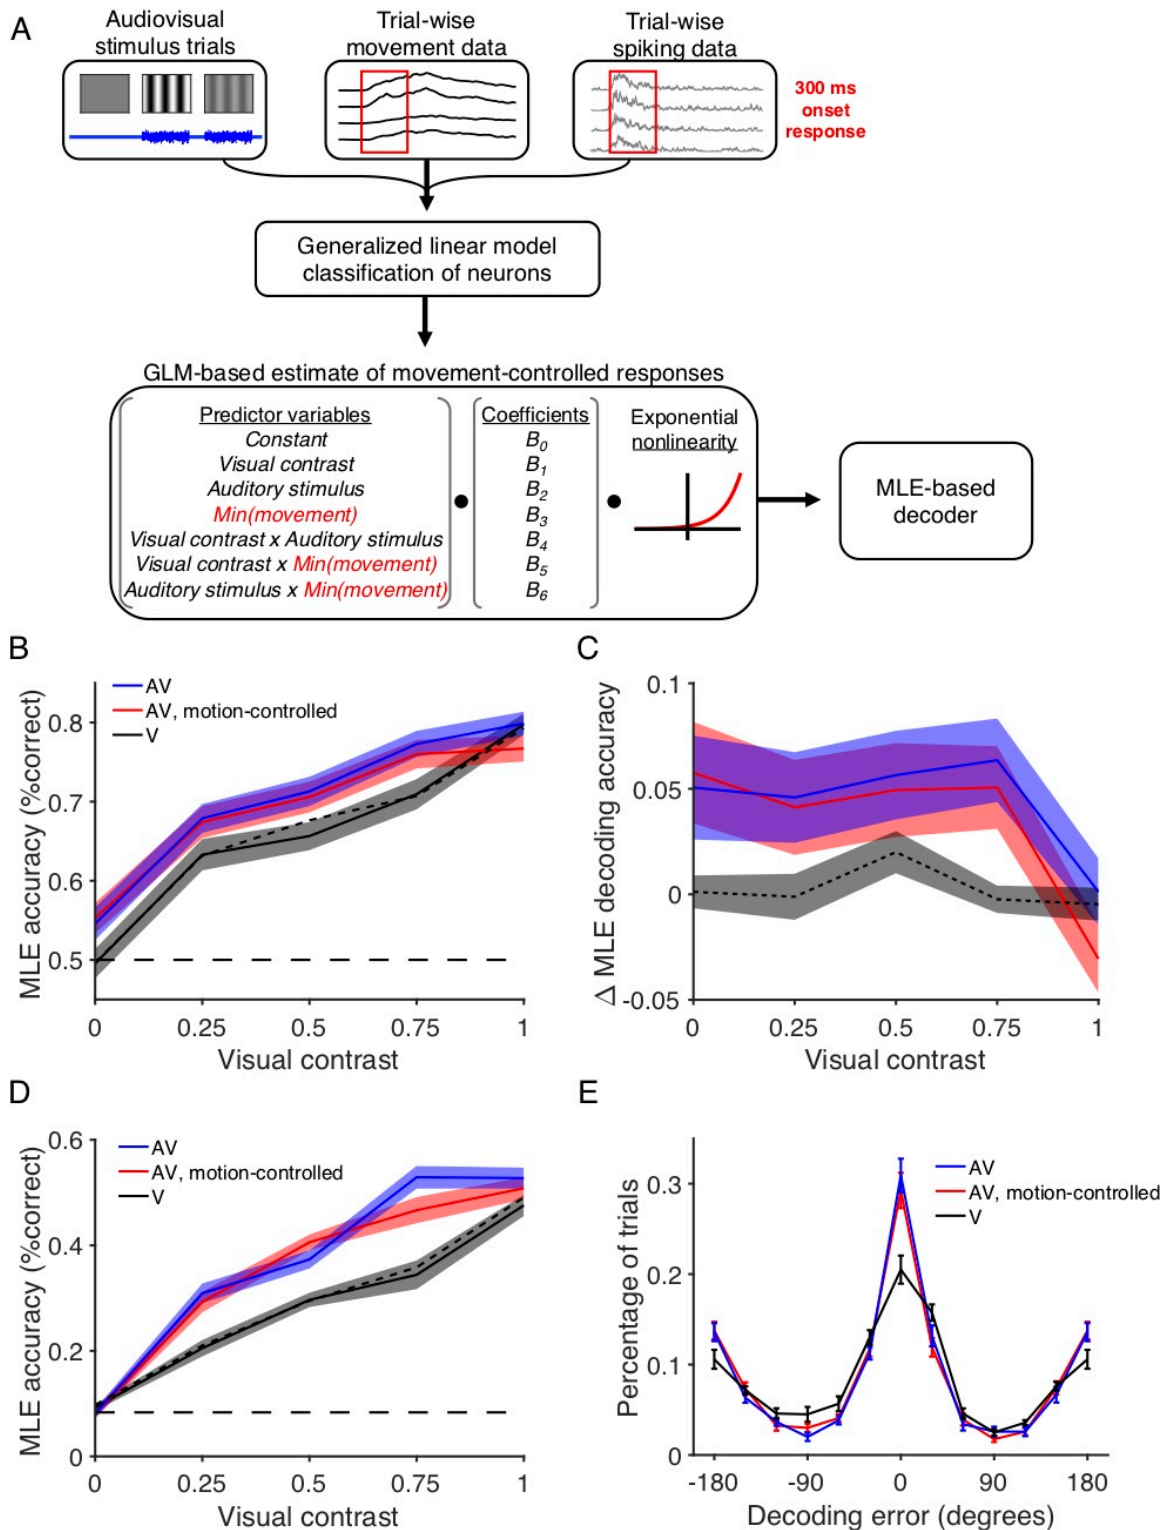 A
Audiovisual
stimulus trials
Trial-wise
movement data
Trial-wise
spiking data
300 ms
onset
response
Generalized linear model
classification of neurons
GLM-based estimate of movement-controlled responses
Predictor variables
Constant
Visual contrast
Auditory stimulus
Min(movement)
Visual contrast x Auditory stimulus
Visual contrast x Min(movement)
Auditory stimulus x Min(movement)
Coefficients
B0
B1
B2
B3
B4
B5
B6
Exponential
nonlinearity
MLE-based
decoder
B
AV
AV, motion-controlled
V
MLE accuracy (%correct)
0.8
0.7
0.6
0.5
0 0.25 0.5 0.75 1
Visual contrast
C
Δ MLE decoding accuracy
0.1
0.05
0
-0.05
0 0.25 0.5 0.75 1
Visual contrast
D
AV
AV, motion-controlled
V
MLE accuracy (%correct)
0.6
0.4
0.2
0
0 0.25 0.5 0.75 1
Visual contrast
E
AV
AV, motion-controlled
V
Percentage of trials
0.3
0.2
0.1
0
-180 -90 0 90 180
Decoding error (degrees)